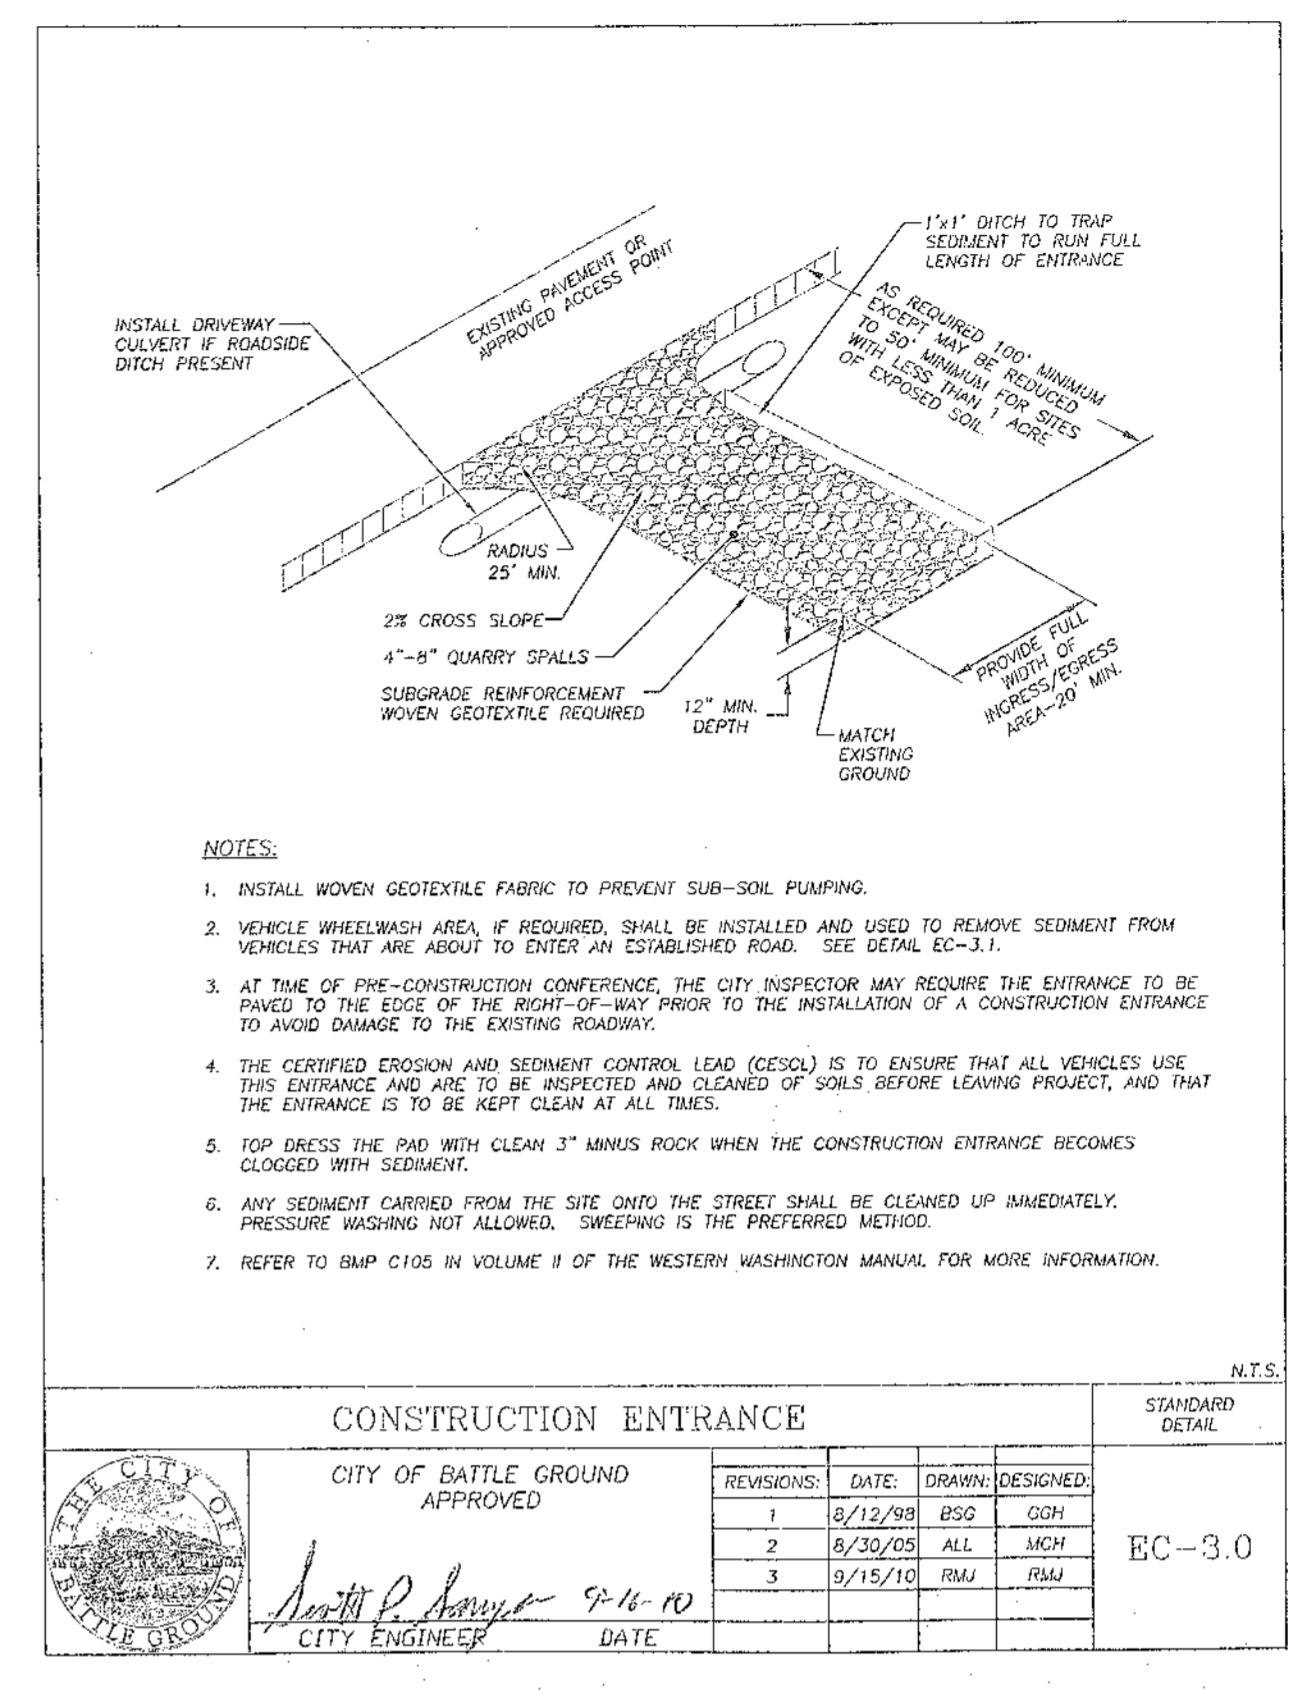 1'x1' DITCH TO TRAP
SEDIMENT TO RUN FULL
LENGTH OF ENTRANCE
EXISTING PAVEMENT OR
APPROVED ACCESS POINT
AS REQUIRED 100' MINIMUM
EXCEPT MAY BE REDUCED
TO 50' MINIMUM FOR SITES
WITH LESS THAN 1 ACRE
OF EXPOSED SOIL.
INSTALL DRIVEWAY
CULVERT IF ROADSIDE
DITCH PRESENT
RADIUS
25' MIN.
2% CROSS SLOPE
4"-8" QUARRY SPALLS
SUBGRADE REINFORCEMENT
WOVEN GEOTEXTILE REQUIRED
12" MIN.
DEPTH
MATCH
EXISTING
GROUND
PROVIDE FULL
WIDTH OF
INGRESS/EGRESS
AREA-20' MIN.
NOTES:
1. INSTALL WOVEN GEOTEXTILE FABRIC TO PREVENT SUB-SOIL PUMPING.
2. VEHICLE WHEELWASH AREA, IF REQUIRED, SHALL BE INSTALLED AND USED TO REMOVE SEDIMENT FROM
VEHICLES THAT ARE ABOUT TO ENTER AN ESTABLISHED ROAD. SEE DETAIL EC-3.1.
3. AT TIME OF PRE-CONSTRUCTION CONFERENCE, THE CITY INSPECTOR MAY REQUIRE THE ENTRANCE TO BE
PAVED TO THE EDGE OF THE RIGHT-OF-WAY PRIOR TO THE INSTALLATION OF A CONSTRUCTION ENTRANCE
TO AVOID DAMAGE TO THE EXISTING ROADWAY.
4. THE CERTIFIED EROSION AND SEDIMENT CONTROL LEAD (CESCL) IS TO ENSURE THAT ALL VEHICLES USE
THIS ENTRANCE AND ARE TO BE INSPECTED AND CLEANED OF SOILS BEFORE LEAVING PROJECT, AND THAT
THE ENTRANCE IS TO BE KEPT CLEAN AT ALL TIMES.
5. TOP DRESS THE PAD WITH CLEAN 3" MINUS ROCK WHEN THE CONSTRUCTION ENTRANCE BECOMES
CLOGGED WITH SEDIMENT.
6. ANY SEDIMENT CARRIED FROM THE SITE ONTO THE STREET SHALL BE CLEANED UP IMMEDIATELY.
PRESSURE WASHING NOT ALLOWED. SWEEPING IS THE PREFERRED METHOD.
7. REFER TO BMP C105 IN VOLUME II OF THE WESTERN WASHINGTON MANUAL FOR MORE INFORMATION.
N.T.S.
CONSTRUCTION ENTRANCE
STANDARD
DETAIL
EC-3.0
THE CITY OF
BATTLE GROUND
CITY OF BATTLE GROUND
APPROVED
Scott P. 9-16-10
CITY ENGINEER DATE
REVISIONS: DATE: DRAWN: DESIGNED:
1 8/12/98 BSG GGH
2 8/30/05 ALL MCH
3 9/15/10 RMJ RMJ